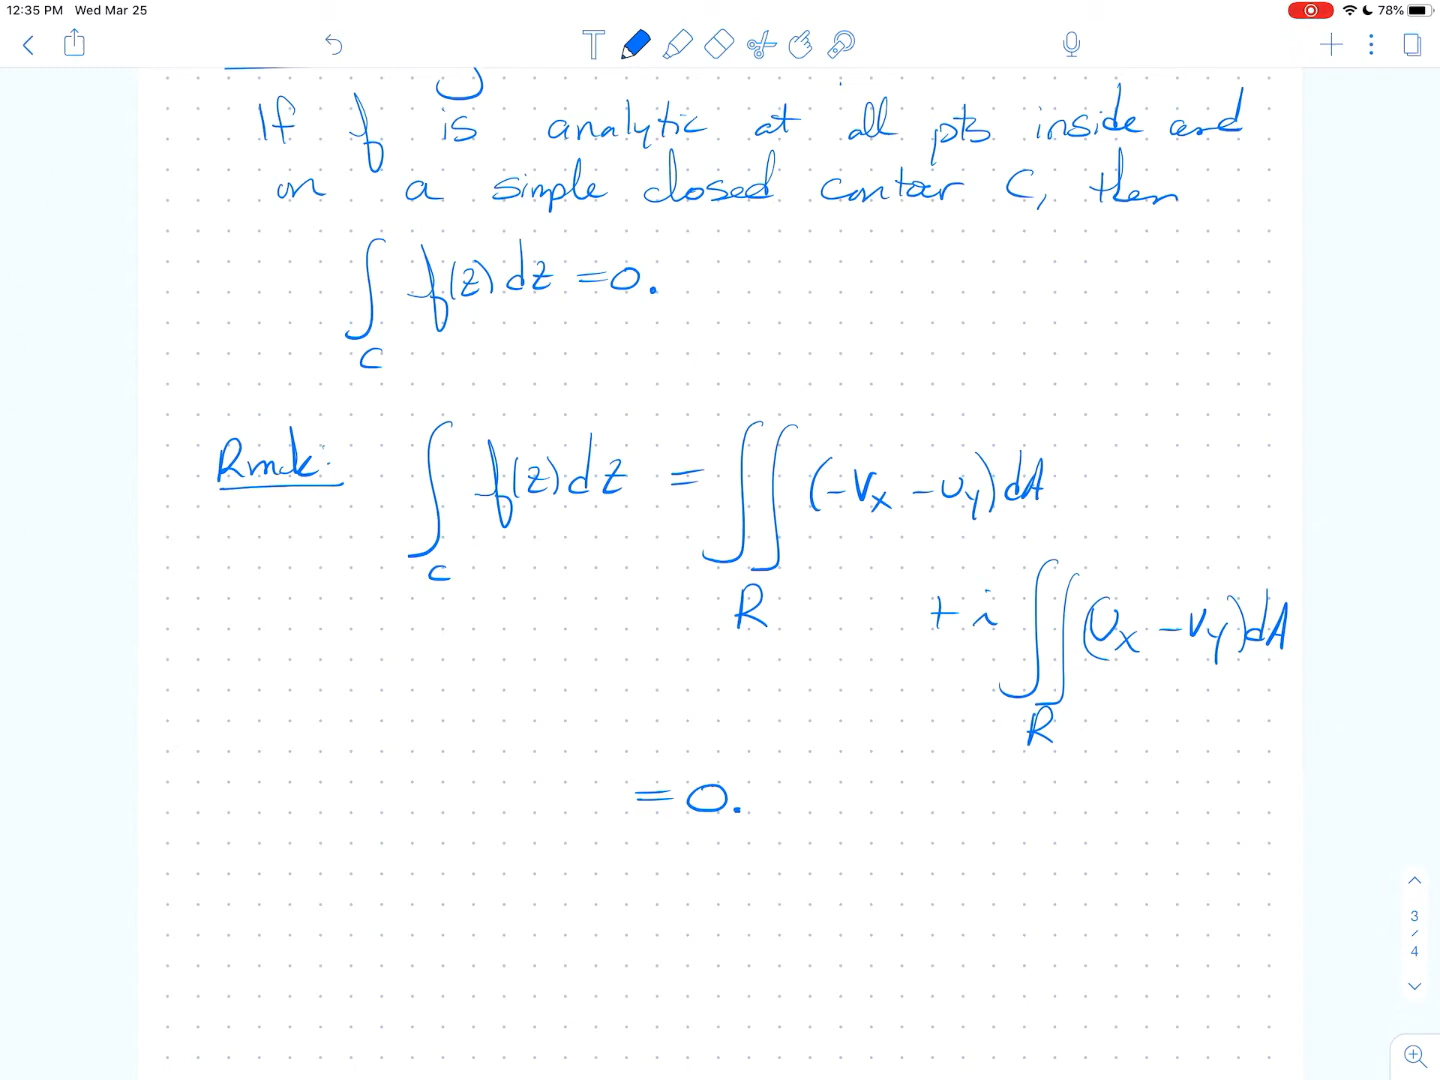 12:35 PM Wed Mar 25
78%
T
If f is analytic at all pts inside and
on a simple closed contour C, then
∫_C f(z)dz = 0.
Rmk: ∫_C f(z)dz = ∬_R (-v_x - u_y)dA
+ i ∬_R (u_x - v_y)dA
= 0.
3
/
4